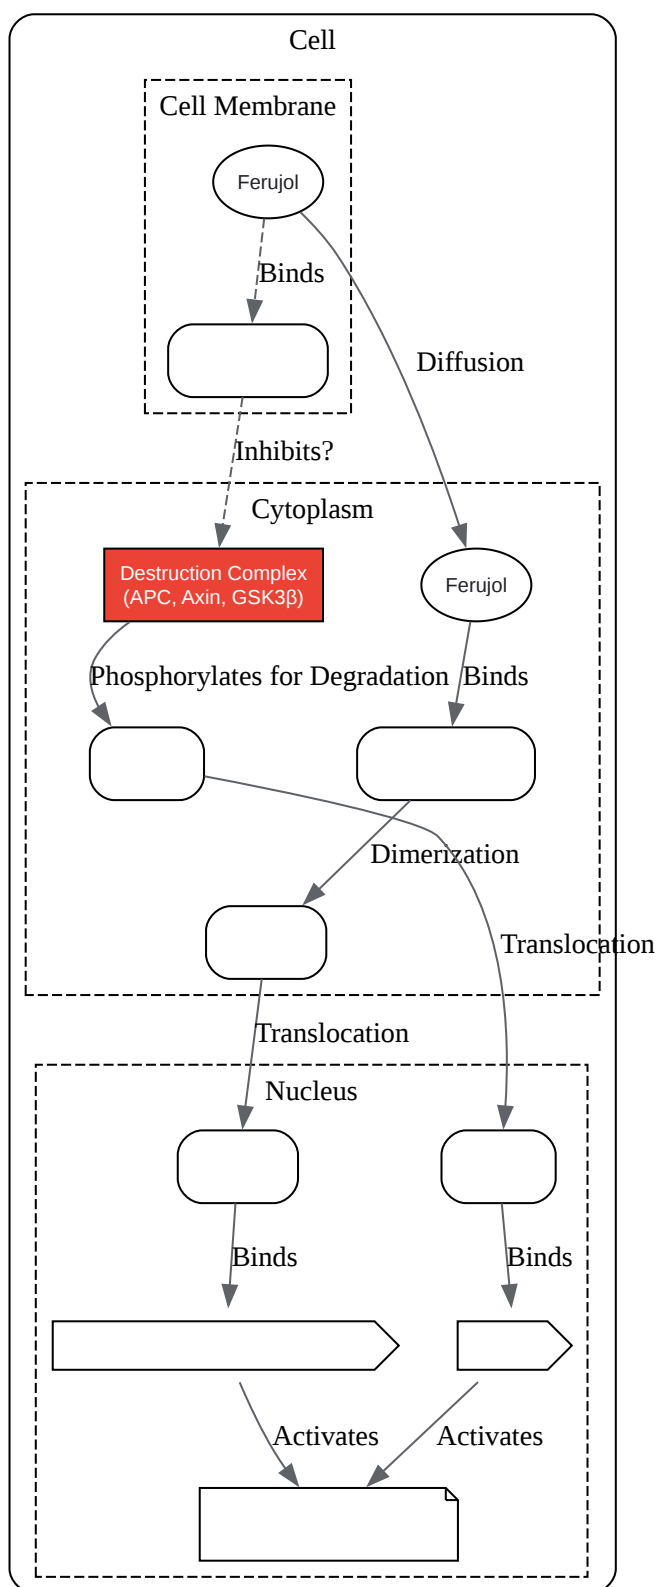 Cell
Cell Membrane
Ferujol
Binds
Diffusion
Inhibits?
Cytoplasm
Destruction Complex
(APC, Axin, GSK3β)
Ferujol
Phosphorylates for Degradation
Binds
Dimerization
Translocation
Translocation
Nucleus
Binds
Binds
Activates
Activates